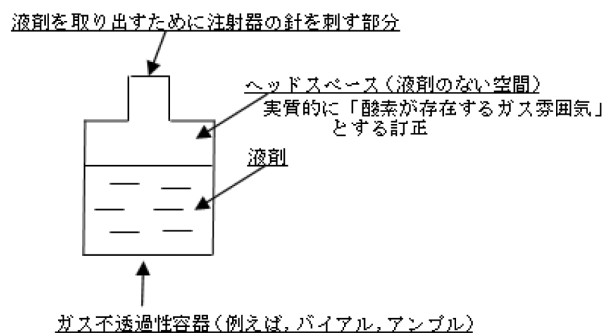 液剤を取り出すために注射器の針を刺す部分
ヘッドスペース(液剤のない空間)
実質的に「酸素が存在するガス雰囲気」
とする訂正
液剤
ガス不透過性容器(例えば,バイアル,アンプル)